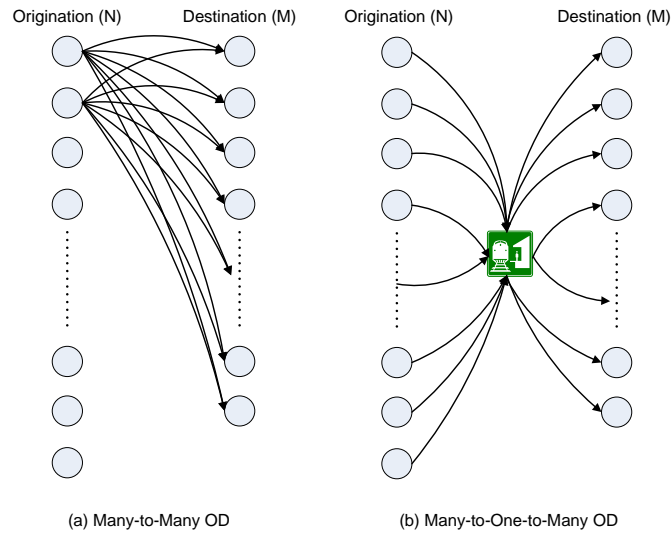 Origination (N)
Destination (M)
Origination (N)
Destination (M)
(a) Many-to-Many OD
(b) Many-to-One-to-Many OD